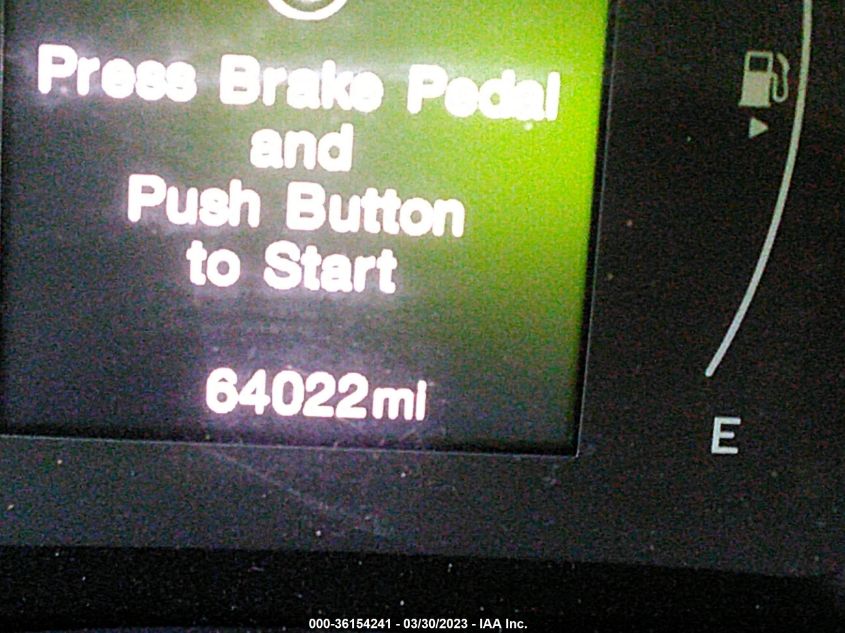 Press Brake Pedal
and
Push Button
to Start
64022mi
E
000-36154241 - 03/30/2023 - IAA Inc.